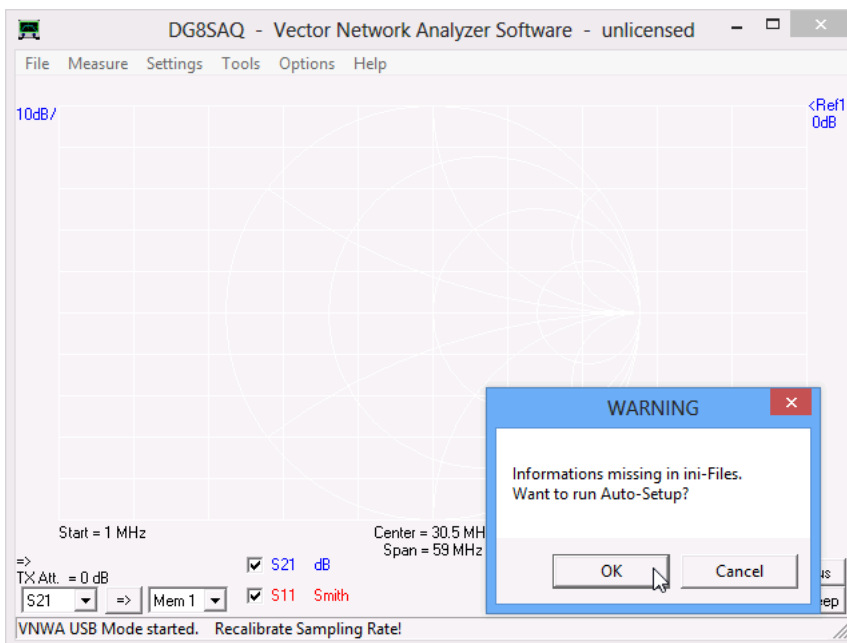 DG8SAQ - Vector Network Analyzer Software - unlicensed
File Measure Settings Tools Options Help
10dB/
<Ref1
0dB
WARNING
Informations missing in ini-Files.
Want to run Auto-Setup?
OK Cancel
Start = 1 MHz
Center = 30.5 MH
Span = 59 MHz
=>
TX Att. = 0 dB
S21 dB
S21 => Mem 1
S11 Smith
VNWA USB Mode started. Recalibrate Sampling Rate!